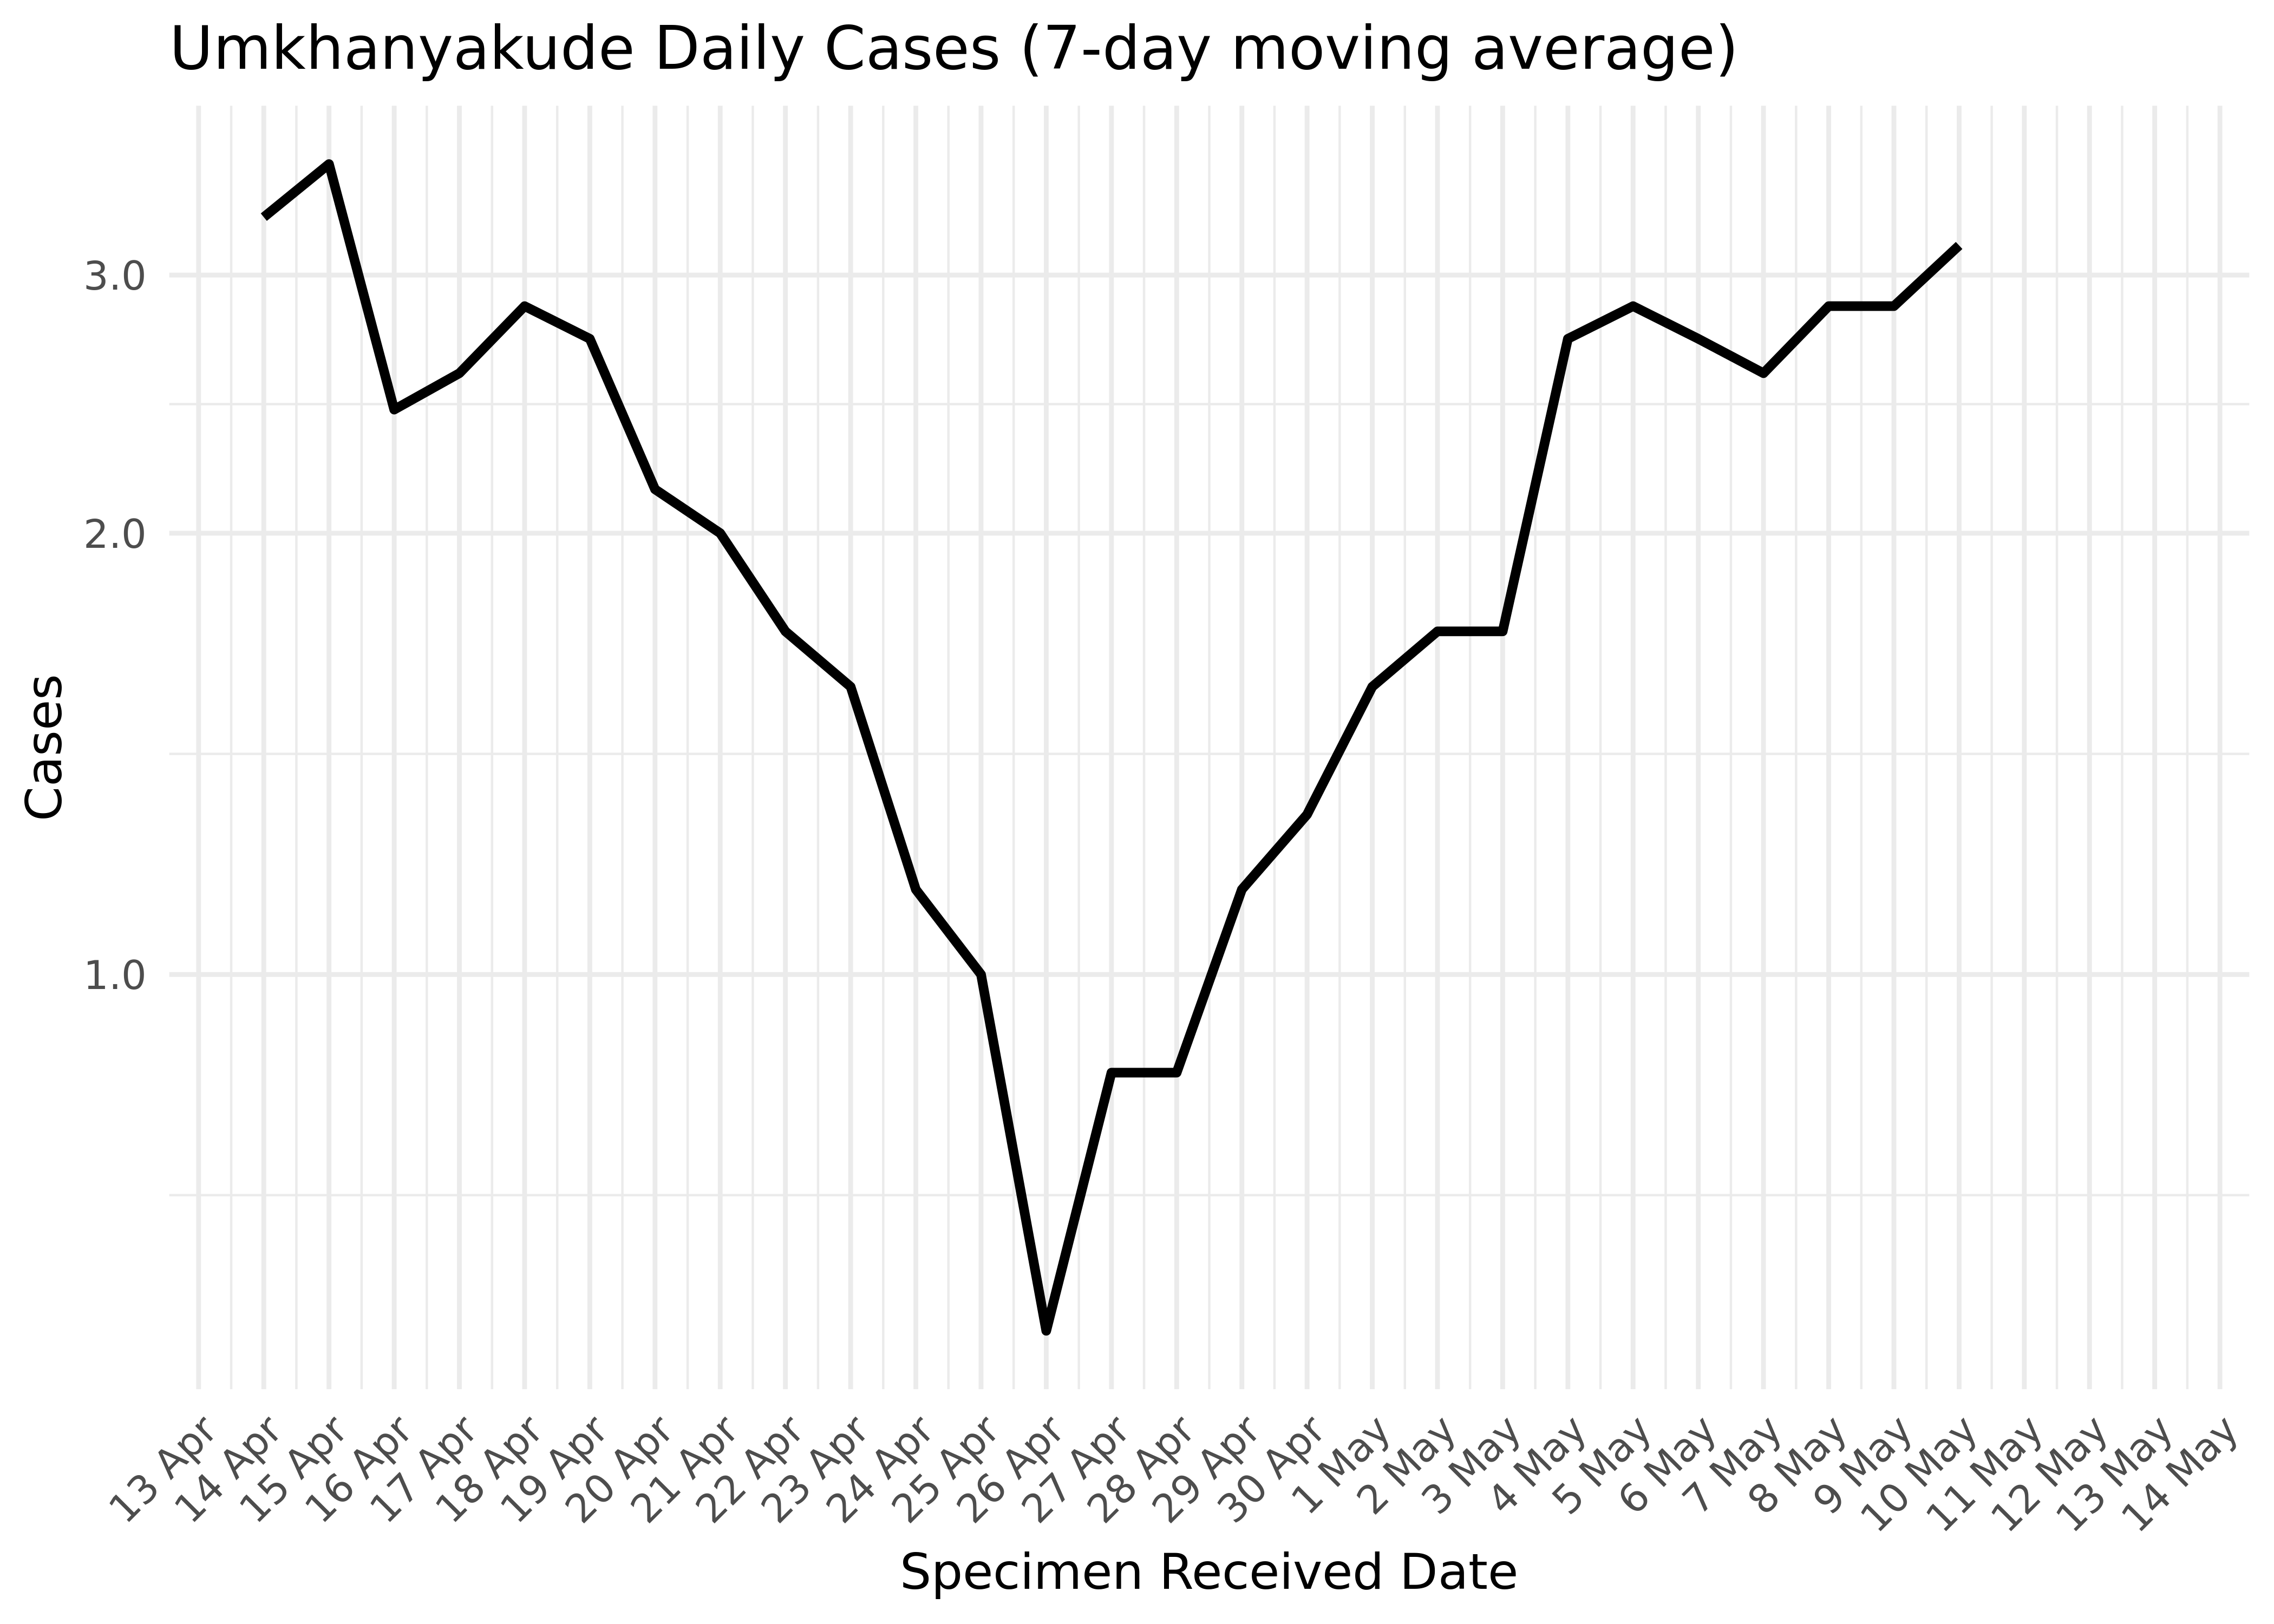 Umkhanyakude Daily Cases (7-day moving average)
3.0
2.0
1.0
Cases
13 Apr
14 Apr
15 Apr
16 Apr
17 Apr
18 Apr
19 Apr
20 Apr
21 Apr
22 Apr
23 Apr
24 Apr
25 Apr
26 Apr
27 Apr
28 Apr
29 Apr
30 Apr
1 May
2 May
3 May
4 May
5 May
6 May
7 May
8 May
9 May
10 May
11 May
12 May
13 May
14 May
Specimen Received Date